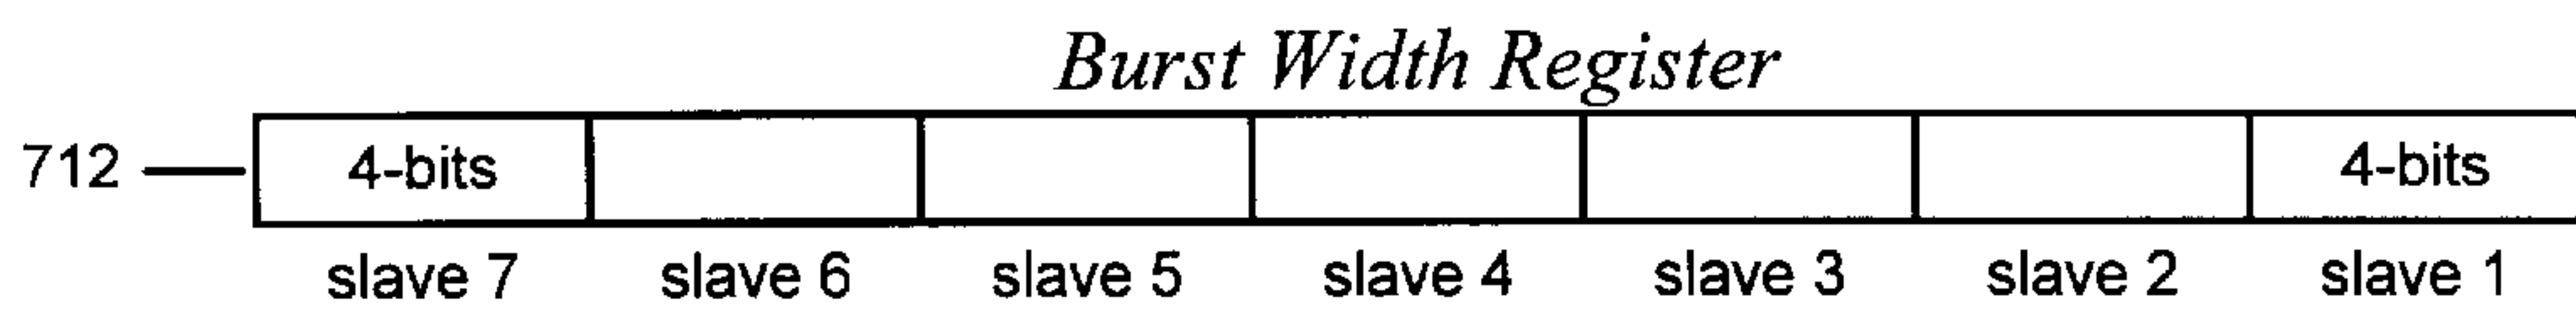 Burst Width Register
712 4-bits 4-bits
slave 7 slave 6 slave 5 slave 4 slave 3 slave 2 slave 1